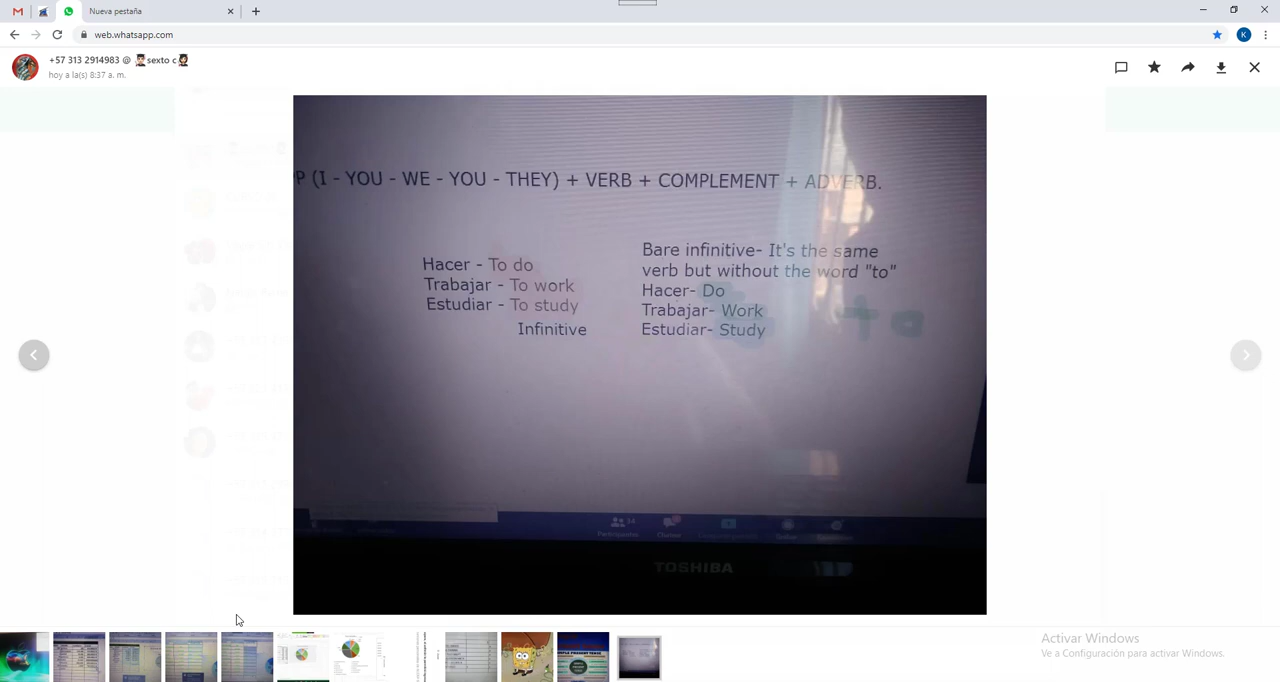 Nueva pestaña
web.whatsapp.com
+57 313 2914983 @ sexto c
hoy a la(s) 8:37 a. m.
K
P (I - YOU - WE - YOU - THEY) + VERB + COMPLEMENT + ADVERB.
Hacer - To do
Trabajar - To work
Estudiar - To study
Infinitive
Bare infinitive- It's the same
verb but without the word "to"
Hacer- Do
Trabajar- Work
Estudiar- Study
Participantes
TOSHIBA
Activar Windows
Ve a Configuración para activar Windows.